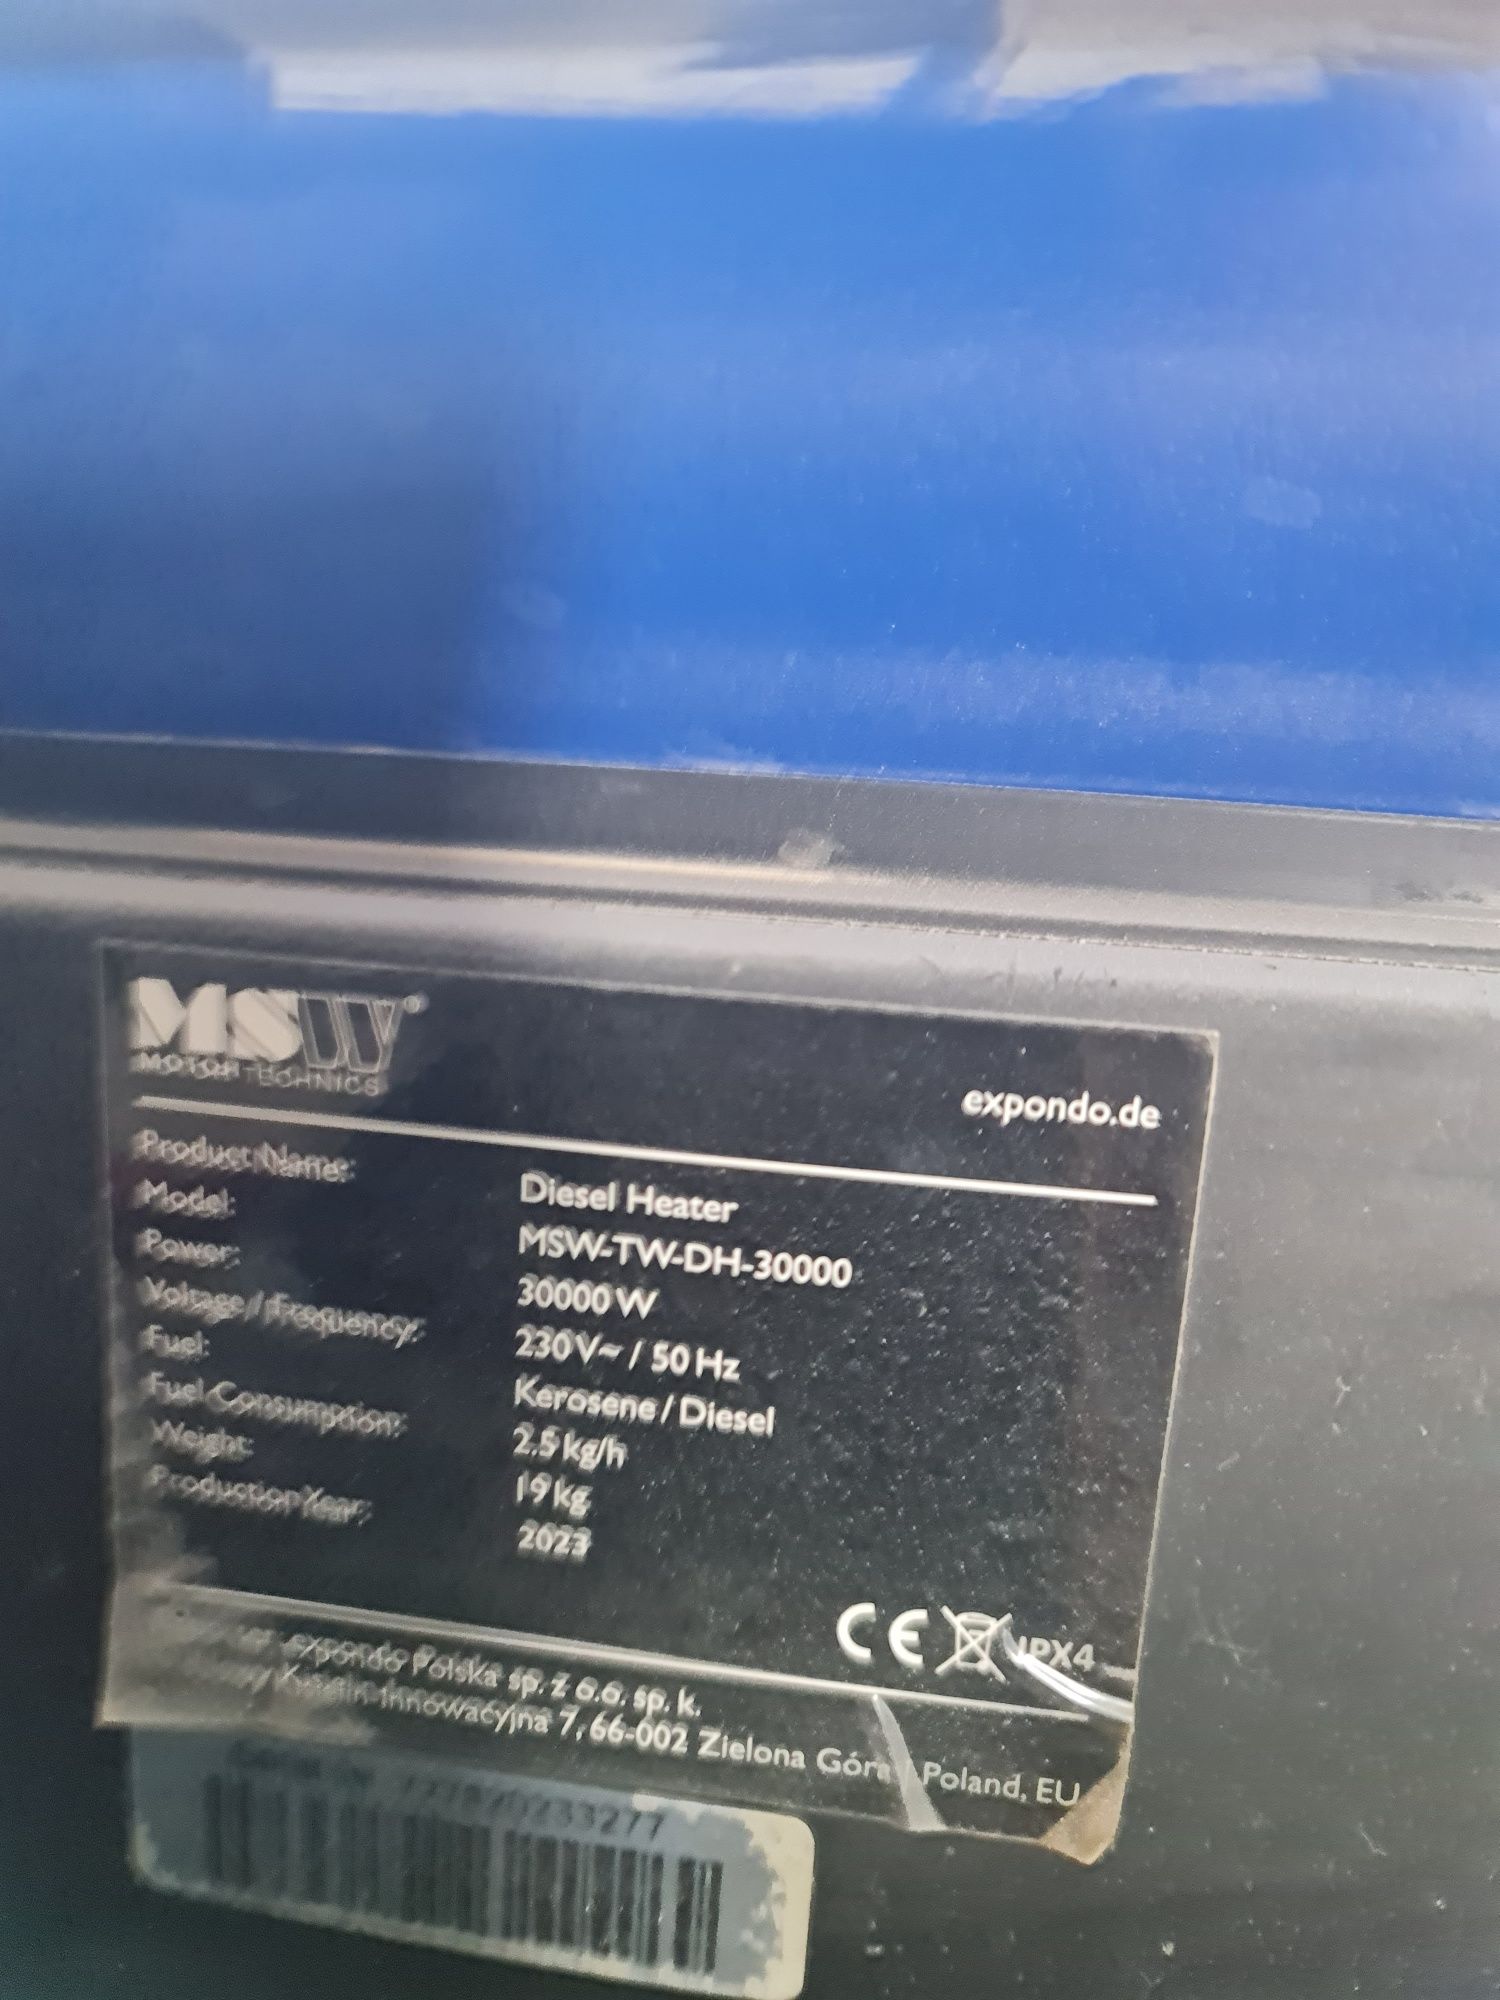 MSW®
MOTOR TECHNICS
expondo.de
Product Name: Diesel Heater
Model: MSW-TW-DH-30000
Power: 30000 W
Voltage / Frequency: 230 V~ / 50 Hz
Fuel: Kerosene / Diesel
Fuel Consumption: 2.5 kg/h
Weight: 19 kg
Production Year: 2023
CE IPX4
expondo Polska sp. z o.o. sp. k.
Innowacyjna 7, 66-002 Zielona Góra / Poland, EU